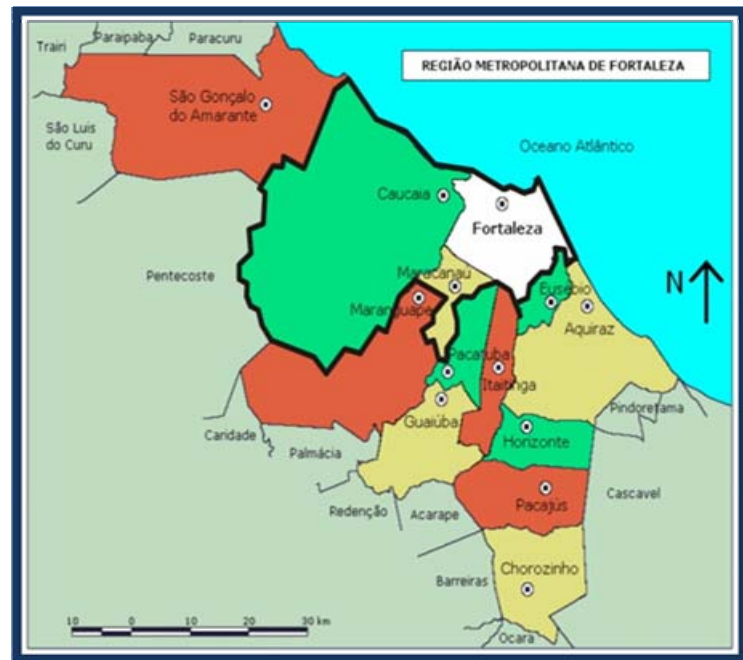 REGIÃO METROPOLITANA DE FORTALEZA
Trairi
Paraipaba
Paracuru
São Gonçalo
do Amarante
São Luis
do Curu
Oceano Atlântico
Caucaia
Fortaleza
Pentecoste
Maracanaú
Eusébio
N
Maranguape
Aquiraz
Pacatuba
Itaitinga
Pindoretama
Guaiúba
Caridade
Horizonte
Palmácia
Cascavel
Redenção
Acarape
Pacajús
Barreiras
Chorozinho
Ocara
10 0 10 20 30 km